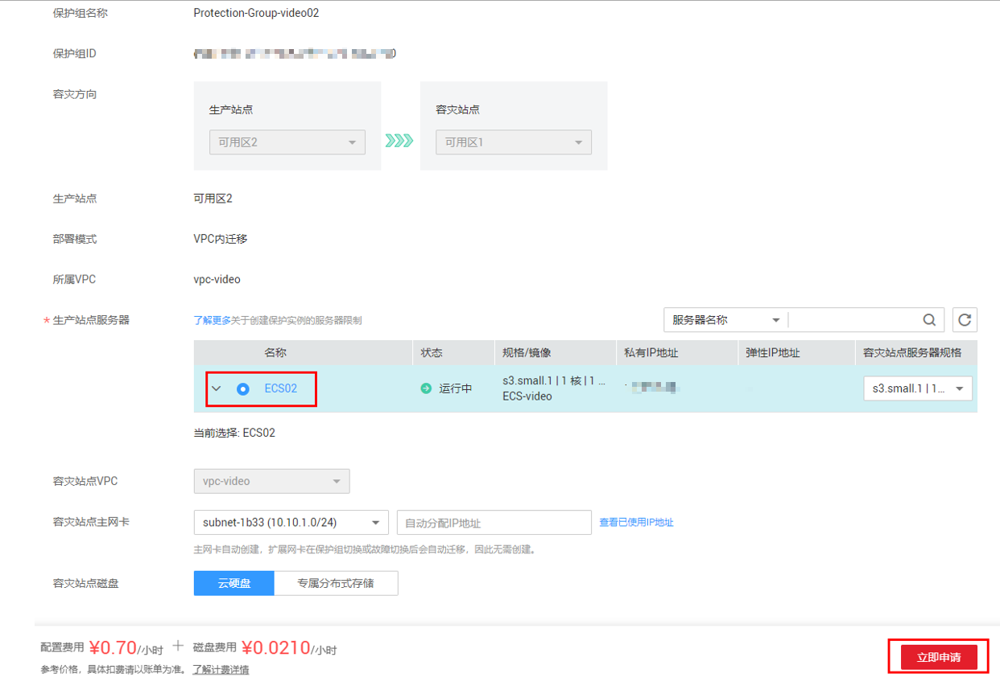 保护组名称 Protection-Group-video02
保护组ID
容灾方向
生产站点 容灾站点
可用区2 可用区1
生产站点 可用区2
部署模式 VPC内迁移
所属VPC vpc-video
* 生产站点服务器 了解更多关于创建保护实例的服务器限制 服务器名称
名称 状态 规格/镜像 私有IP地址 弹性IP地址 容灾站点服务器规格
ECS02 运行中 s3.small.1 | 1 核 | 1 ... s3.small.1 | 1...
ECS-video
当前选择: ECS02
容灾站点VPC vpc-video
容灾站点主网卡 subnet-1b33 (10.10.1.0/24) 自动分配IP地址 查看已使用IP地址
主网卡自动创建，扩展网卡在保护组切换或故障切换后会自动迁移，因此无需创建。
容灾站点磁盘 云硬盘 专属分布式存储
配置费用 ¥0.70/小时 + 磁盘费用 ¥0.0210/小时
参考价格，具体扣费请以账单为准。 了解计费详情
立即申请